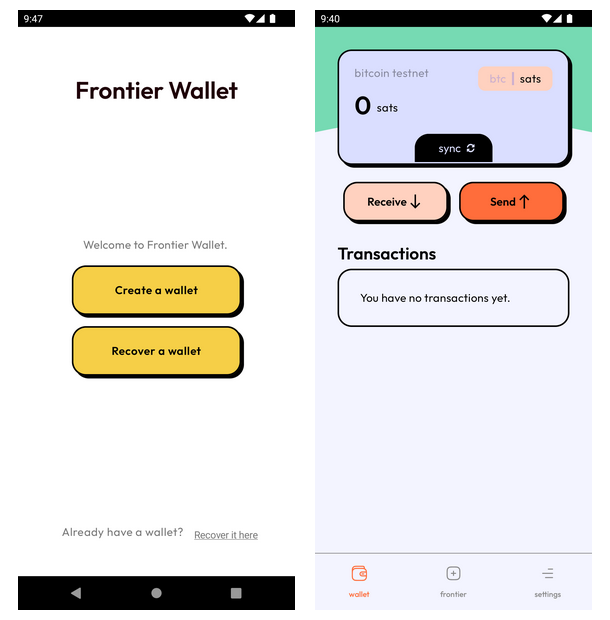 9:47
Frontier Wallet
Welcome to Frontier Wallet.
Create a wallet
Recover a wallet
Already have a wallet? Recover it here
9:40
bitcoin testnet
btc | sats
0 sats
sync
Receive ↓ Send ↑
Transactions
You have no transactions yet.
wallet frontier settings